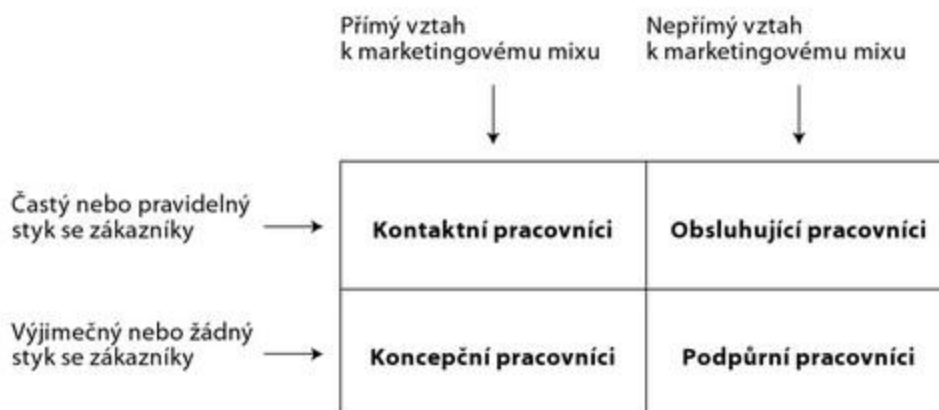 Přímý vztah
k marketingovému mixu
Nepřímý vztah
k marketingovému mixu
Častý nebo pravidelný
styk se zákazníky
Kontaktní pracovníci
Obsluhující pracovníci
Výjimečný nebo žádný
styk se zákazníky
Koncepční pracovníci
Podpůrní pracovníci